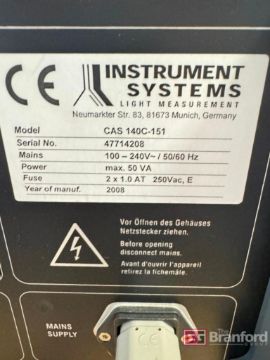 CE
INSTRUMENT
SYSTEMS
LIGHT MEASUREMENT
Neumarkter Str. 83, 81673 Munich, Germany
Model CAS 140C-151
Serial No. 47714208
Mains 100 – 240V~ / 50/60 Hz
Power max. 50 VA
Fuse 2 x 1.0 AT 250Vac, E
Year of manuf. 2008
Vor Öffnen des Gehäuses
Netzstecker ziehen.
Before opening
disconnect mains.
Avant d'ouvrir l'appareil
retirez la fichemâle.
MAINS
SUPPLY
The
Branford